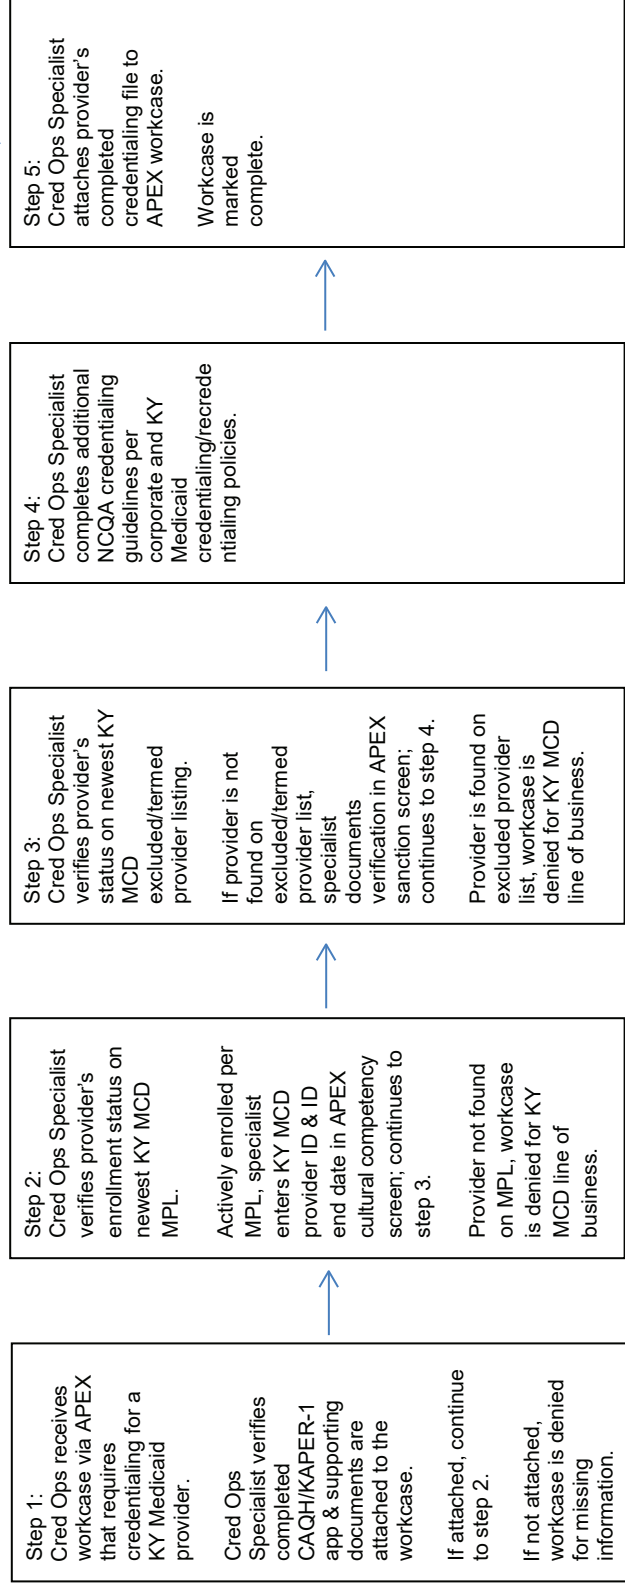 Step 1:
Cred Ops receives
workcase via APEX
that requires
credentialing for a
KY Medicaid
provider.
Cred Ops
Specialist verifies
completed
CAQH/KAPER-1
app & supporting
documents are
attached to the
workcase.
If attached, continue
to step 2.
If not attached,
workcase is denied
for missing
information.
Step 2:
Cred Ops Specialist
verifies provider's
enrollment status on
newest KY MCD
MPL.
Actively enrolled per
MPL, specialist
enters KY MCD
provider ID & ID
end date in APEX
cultural competency
screen; continues to
step 3.
Provider not found
on MPL, workcase
is denied for KY
MCD line of
business.
Step 3:
Cred Ops Specialist
verifies provider's
status on newest KY
MCD
excluded/termed
provider listing.
If provider is not
found on
excluded/termed
provider list,
specialist
documents
verification in APEX
sanction screen;
continues to step 4.
Provider is found on
excluded provider
list, workcase is
denied for KY MCD
line of business.
Step 4:
Cred Ops Specialist
completes additional
NCQA credentialing
guidelines per
corporate and KY
Medicaid
credentialing/recrede
ntialing policies.
Step 5:
Cred Ops Specialist
attaches provider's
completed
credentialing file to
APEX workcase.
Workcase is
marked
complete.